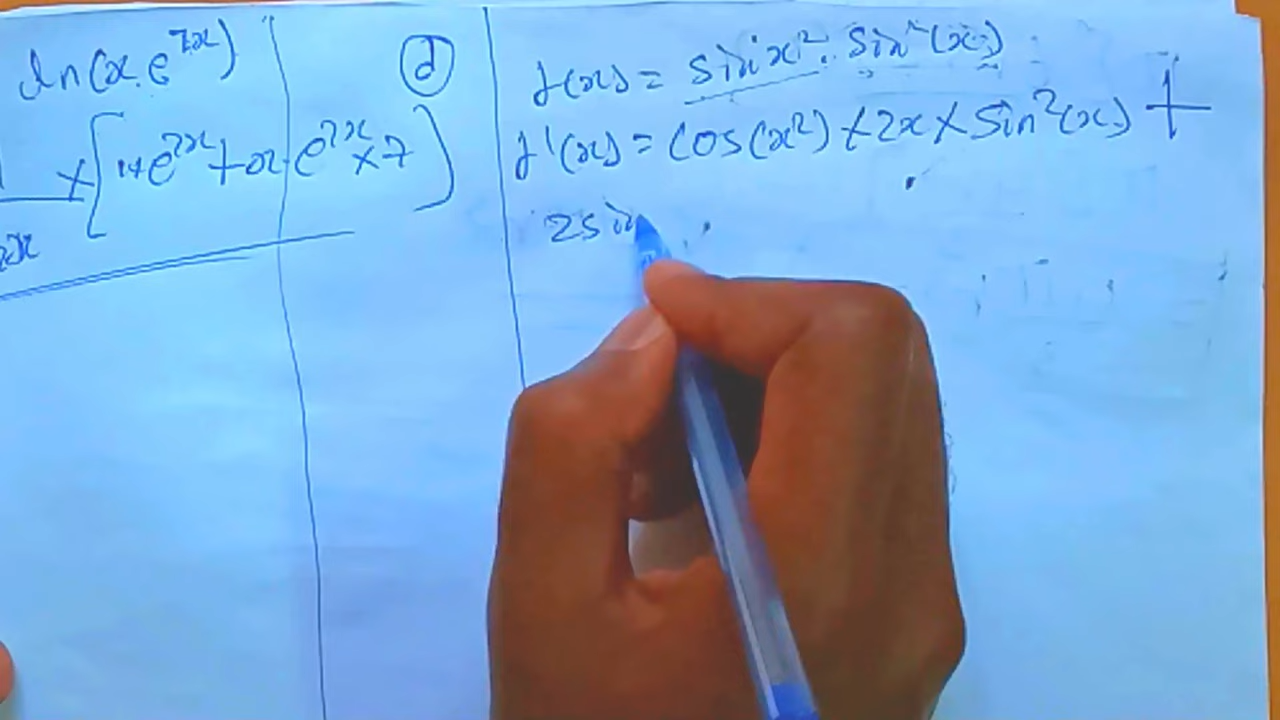 ln(x.e^7x)
x[1×e^7x+x.e^7x×7]
d
f(x) = sin x². sin²(x)
f'(x) = cos(x²) × 2x × sin²(x) +
2sin